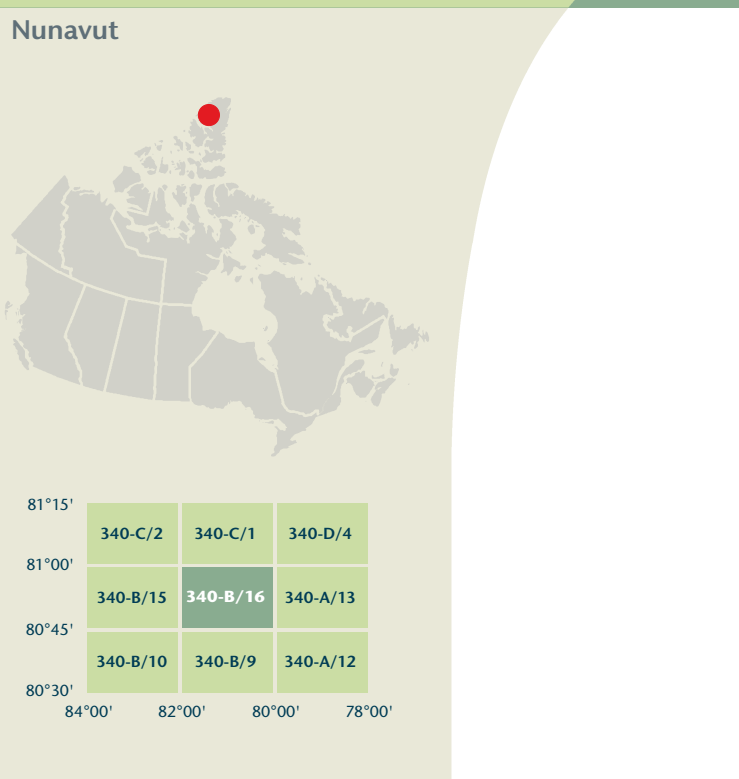 Nunavut
81°15'
340-C/2 340-C/1 340-D/4
81°00'
340-B/15 340-B/16 340-A/13
80°45'
340-B/10 340-B/9 340-A/12
80°30'
84°00' 82°00' 80°00' 78°00'